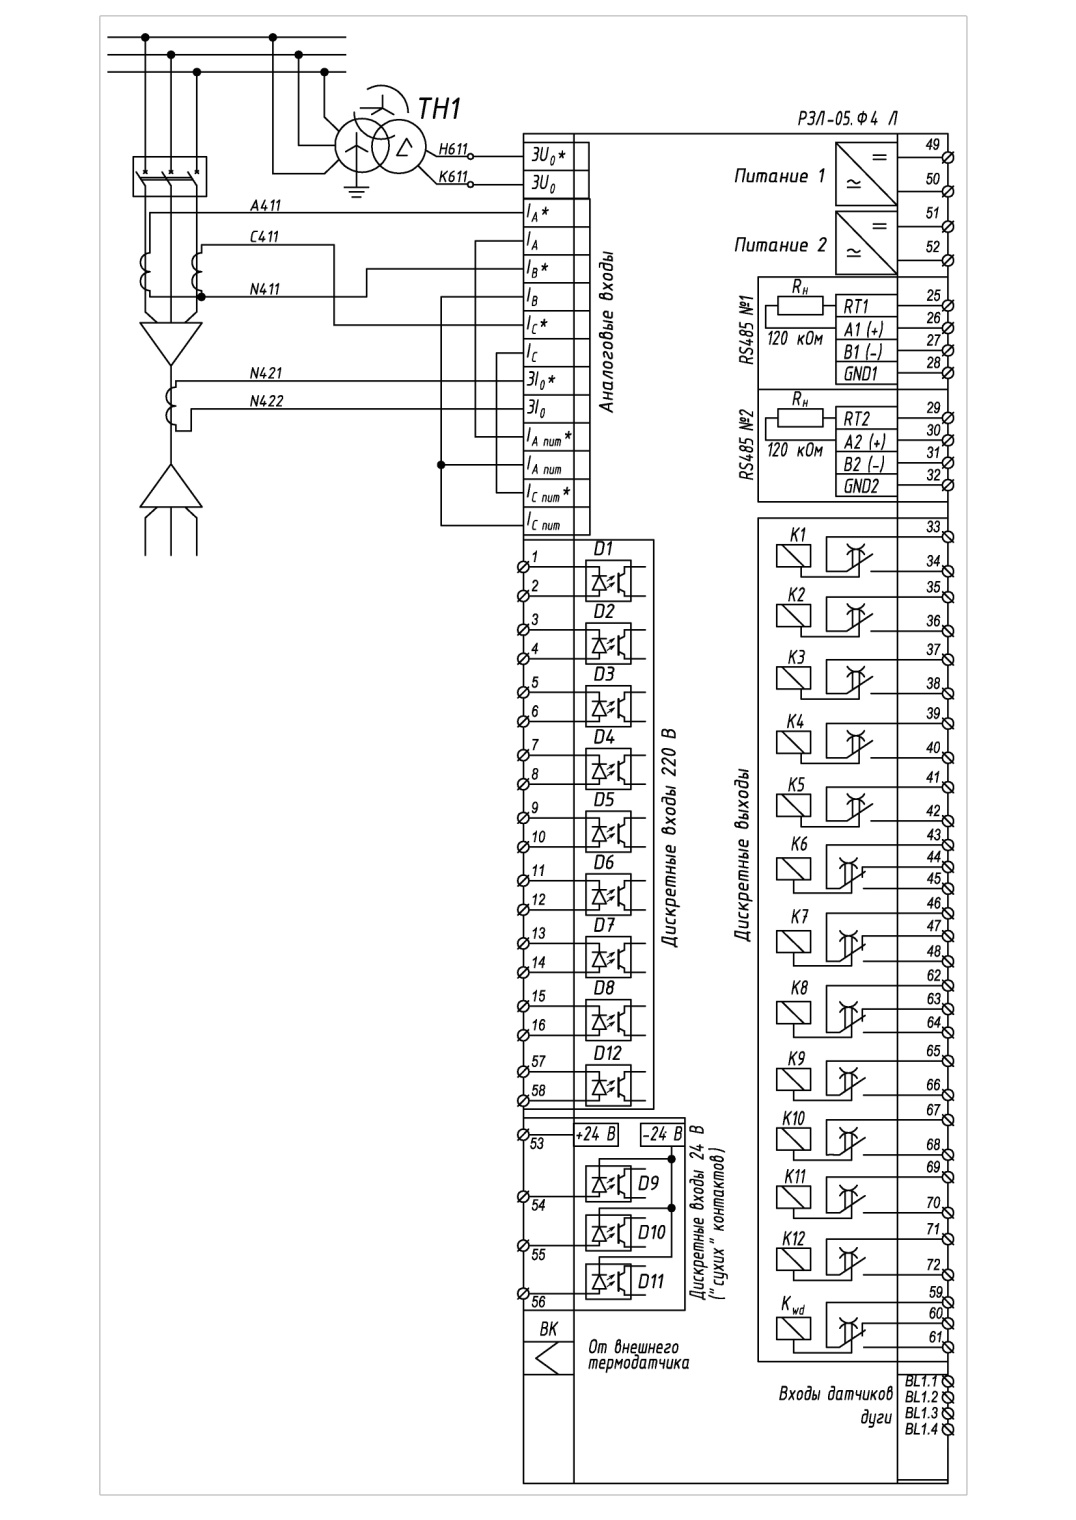 ТН1
РЗЛ-05.Ф4 Л
Н611
К611
А411
С411
N411
N421
N422
3U0*
3U0
IA*
IA
IB*
IB
IC*
IC
3I0*
3I0
IA пит*
IA пит
IC пит*
IC пит
Аналоговые входы
1
D1
2
3
D2
4
5
D3
6
7
D4
8
9
D5
10
11
D6
12
13
D7
14
15
D8
16
57
D12
58
Дискретные входы 220 В
53
+24 В
-24 В
54
D9
55
D10
56
D11
Дискретные входы 24 В
("сухих" контактов)
ВК
От внешнего
термодатчика
Питание 1
49
50
Питание 2
51
52
RS485 №1
Rн
120 кОм
RT1
25
A1 (+)
26
B1 (-)
27
GND1
28
RS485 №2
Rн
120 кОм
RT2
29
A2 (+)
30
B2 (-)
31
GND2
32
Дискретные выходы
K1
33
34
K2
35
36
K3
37
38
K4
39
40
K5
41
42
K6
43
44
45
K7
46
47
48
K8
62
63
64
K9
65
66
K10
67
68
K11
69
70
K12
71
72
Kwd
59
60
61
Входы датчиков
дуги
BL1.1
BL1.2
BL1.3
BL1.4